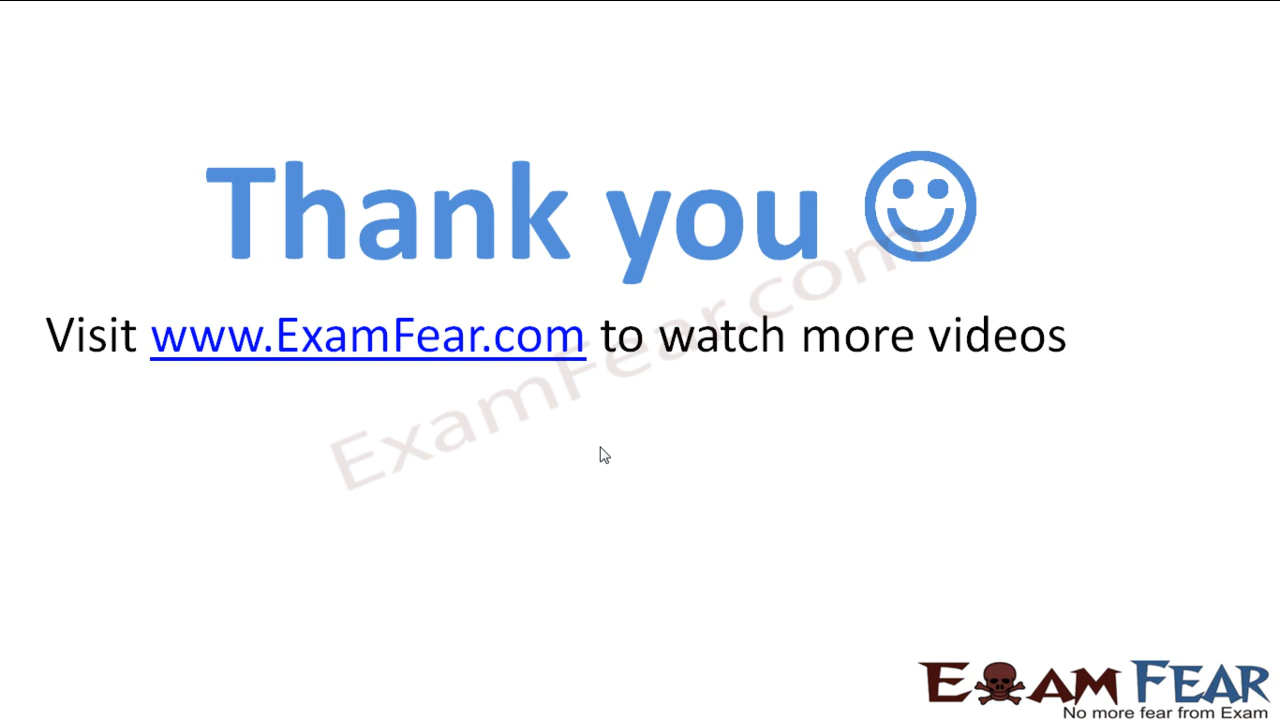 Thank you ☺
Visit www.ExamFear.com to watch more videos
ExamFear.com
EXAM FEAR
No more fear from Exam